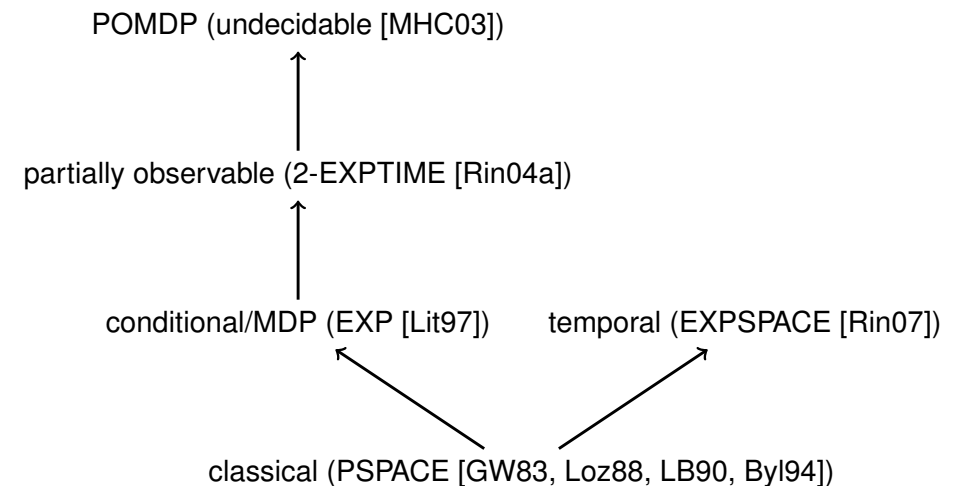 POMDP (undecidable [MHC03])
partially observable (2-EXPTIME [Rin04a])
conditional/MDP (EXP [Lit97]) temporal (EXPSPACE [Rin07])
classical (PSPACE [GW83, Loz88, LB90, Byl94])